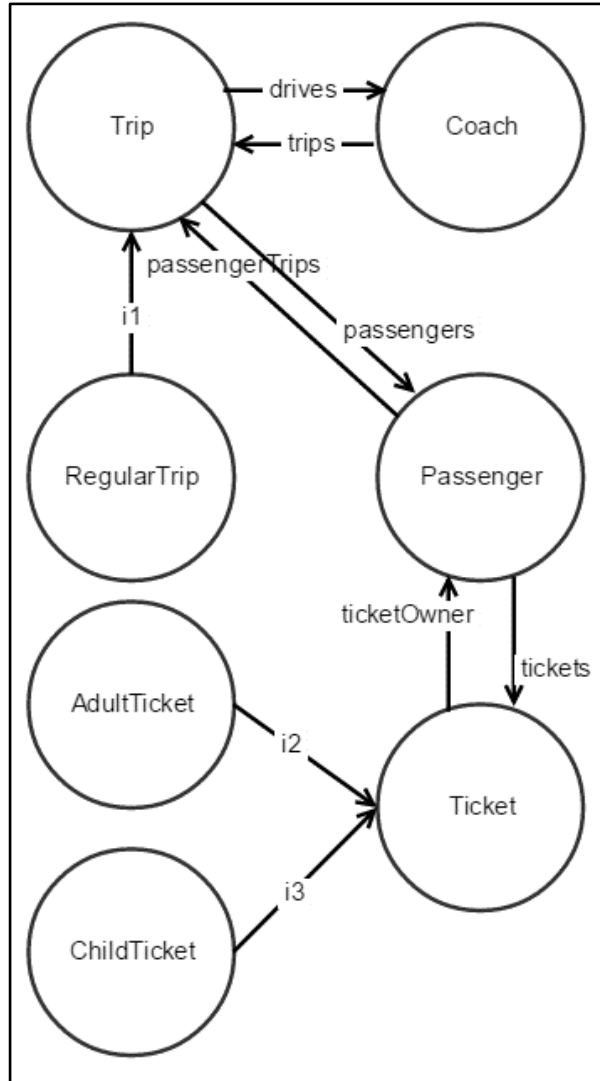 Trip
drives
Coach
trips
passengerTrips
i1
passengers
RegularTrip
Passenger
ticketOwner
tickets
AdultTicket
i2
Ticket
i3
ChildTicket